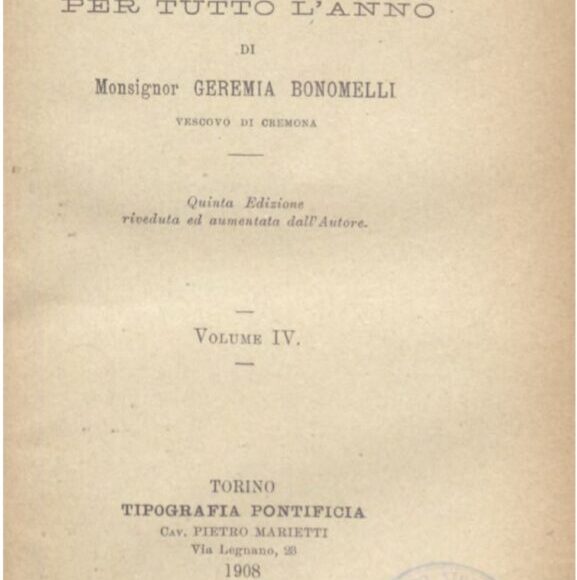 PER TUTTO L'ANNO
DI
Monsignor GEREMIA BONOMELLI
VESCOVO DI CREMONA
Quinta Edizione
riveduta ed aumentata dall'Autore.
VOLUME IV.
TORINO
TIPOGRAFIA PONTIFICIA
CAV. PIETRO MARIETTI
Via Legnano, 23
1908